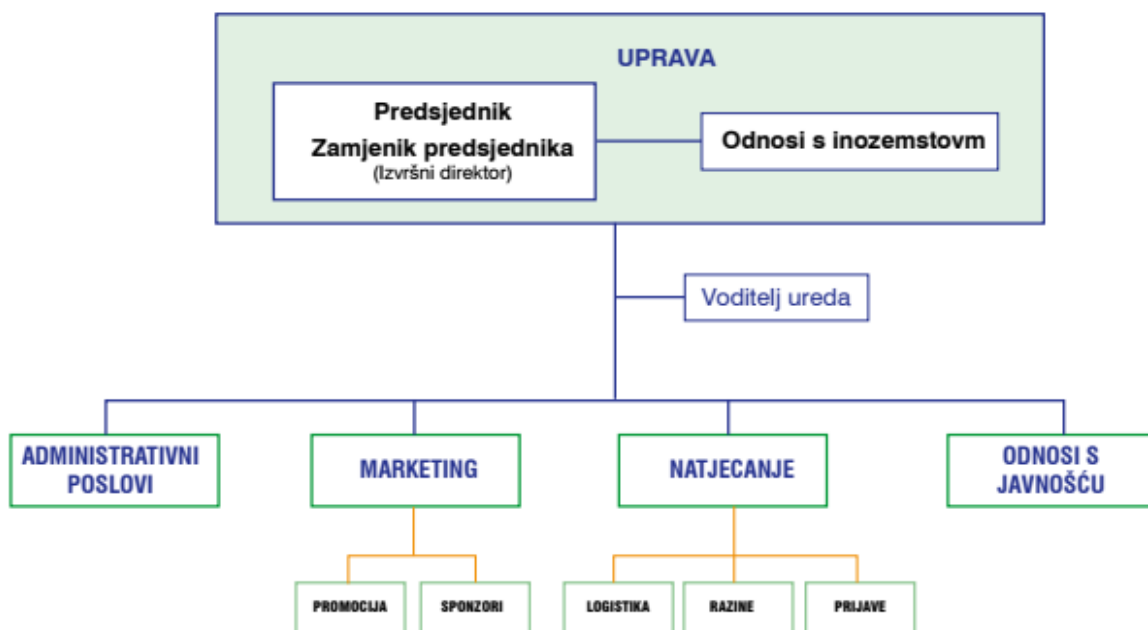 UPRAVA
Predsjednik
Zamjenik predsjednika
(Izvršni direktor)
Odnosi s inozemstovm
Voditelj ureda
ADMINISTRATIVNI
POSLOVI
MARKETING
NATJECANJE
ODNOSI S
JAVNOŠĆU
PROMOCIJA
SPONZORI
LOGISTIKA
RAZINE
PRIJAVE